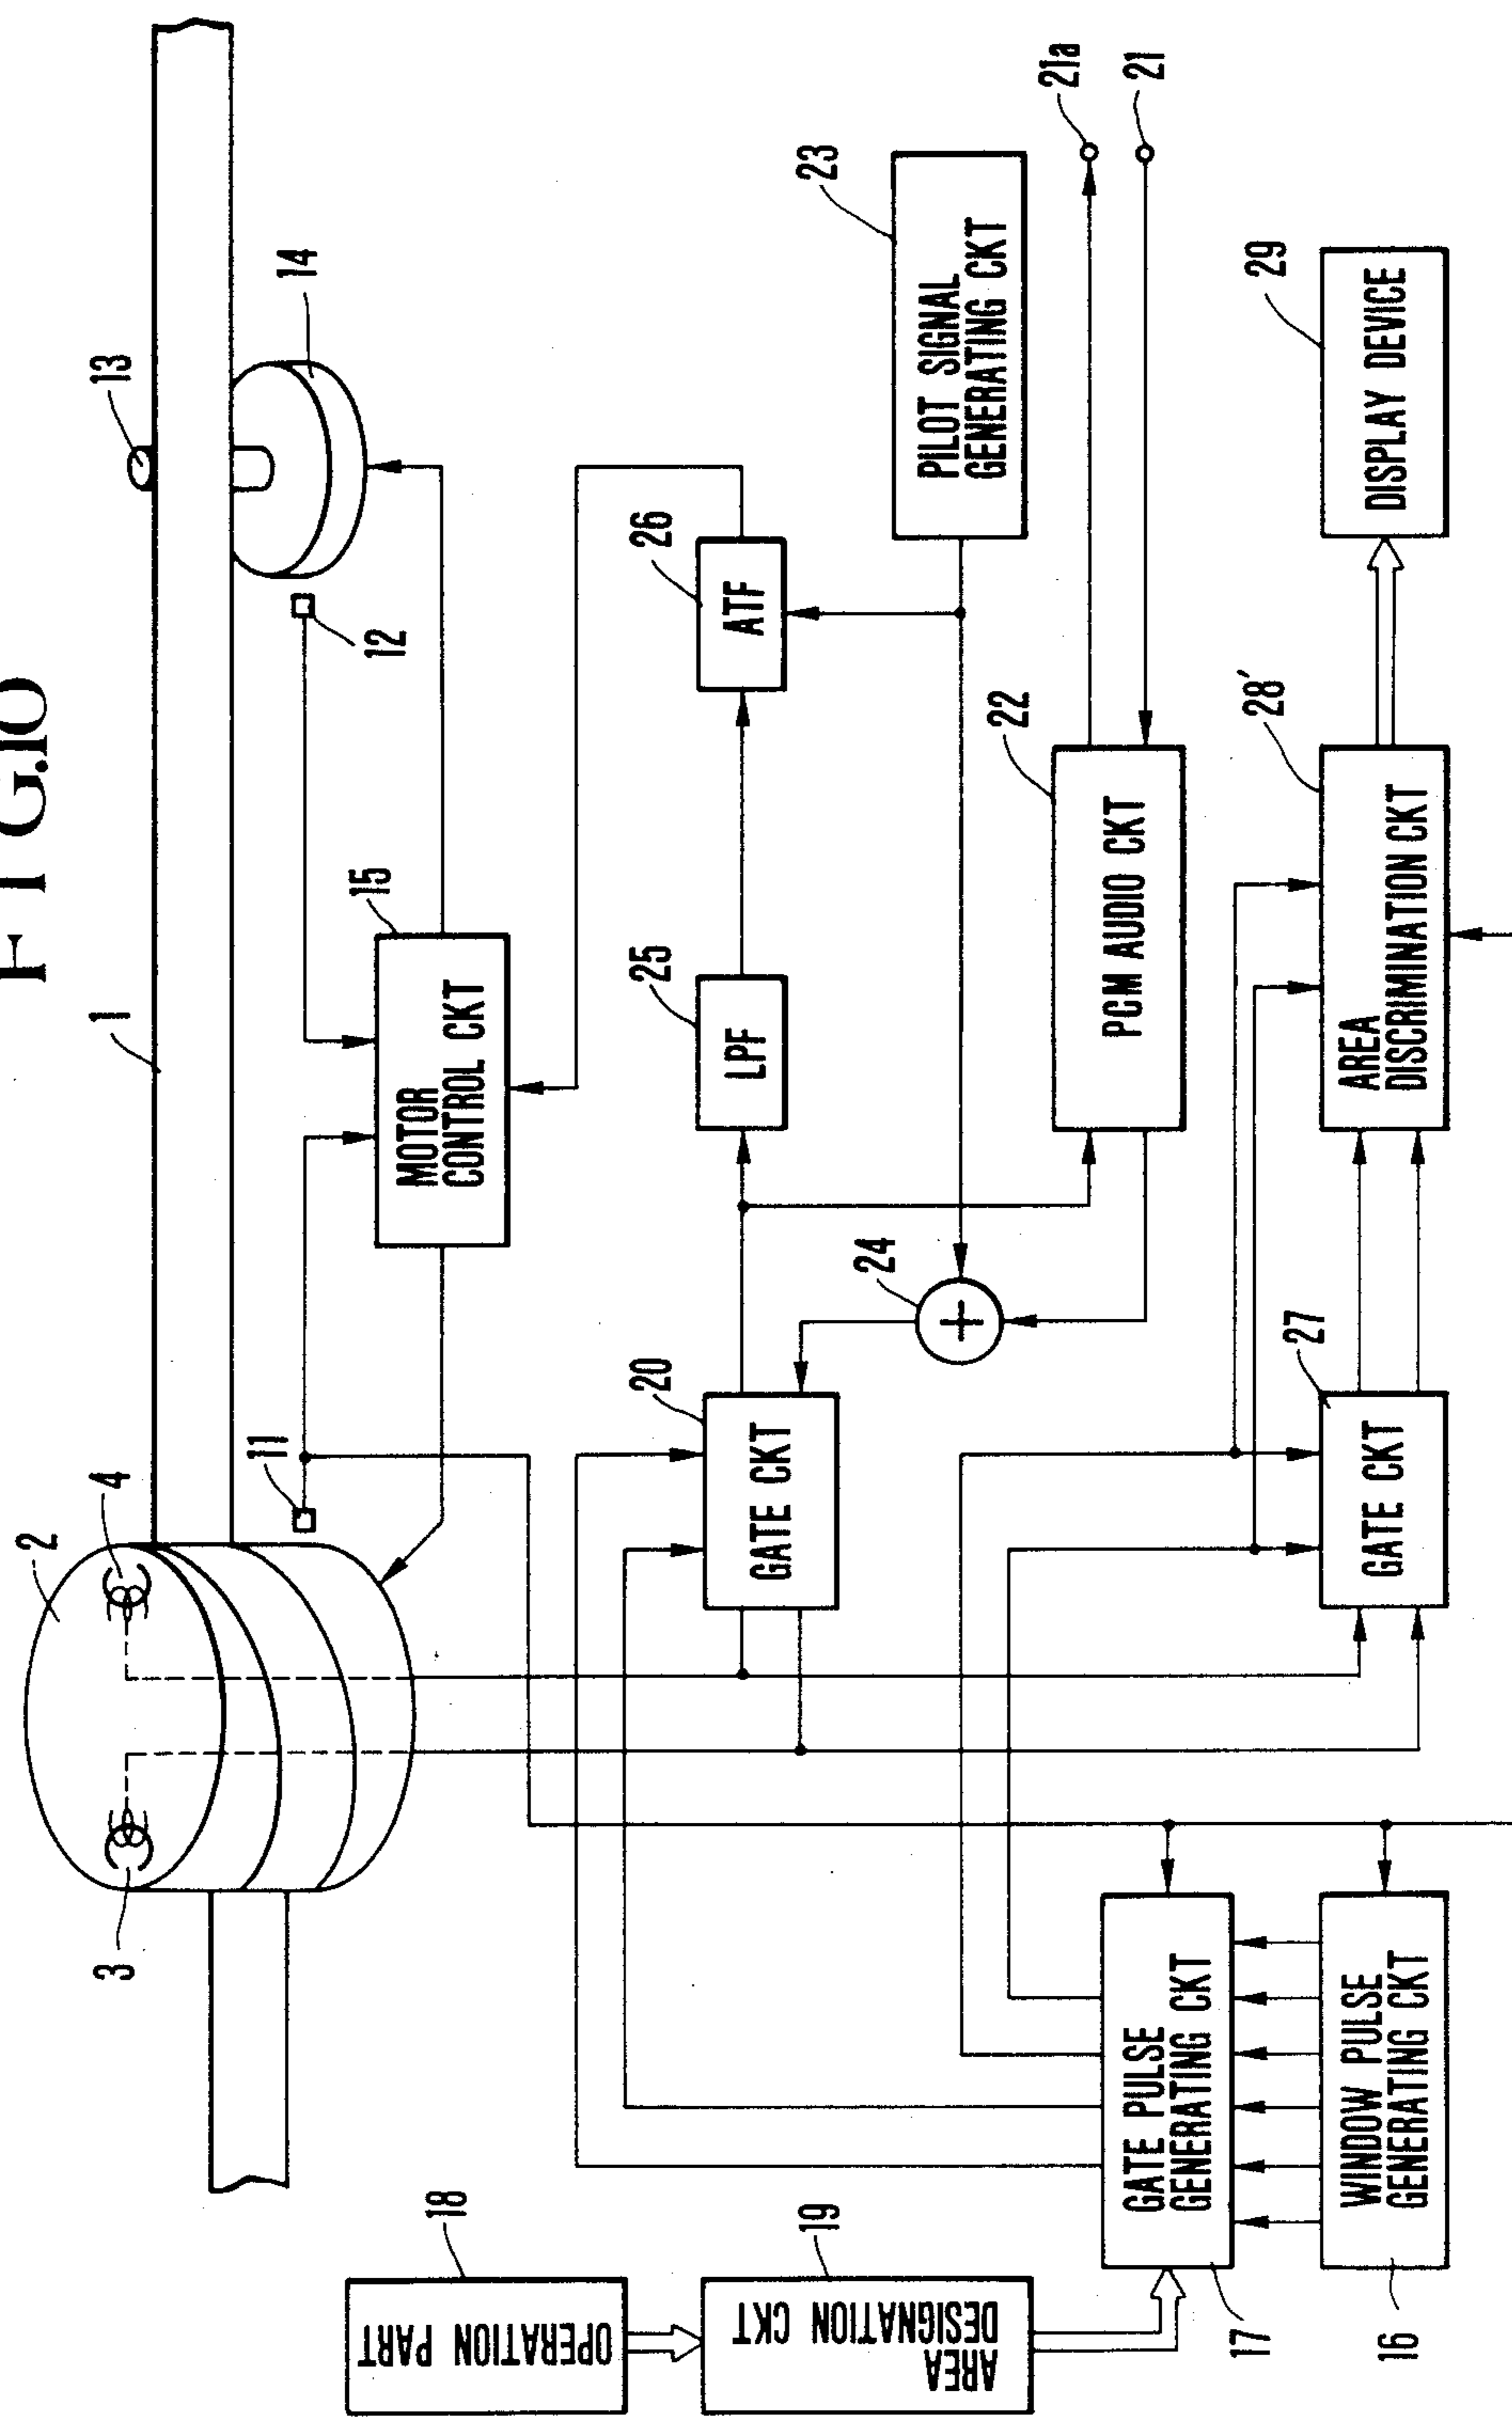 FIG.10
1
2
4
3
11
12
13
14
15
MOTOR
CONTROL CKT
20
GATE CKT
25
LPF
26
ATF
23
PILOT SIGNAL
GENERATING CKT
24
+
22
PCM AUDIO CKT
21a
21
18
OPERATION PART
19
AREA
DESIGNATION CKT
17
GATE PULSE
GENERATING CKT
16
WINDOW PULSE
GENERATING CKT
27
GATE CKT
28'
AREA
DISCRIMINATION CKT
29
DISPLAY DEVICE